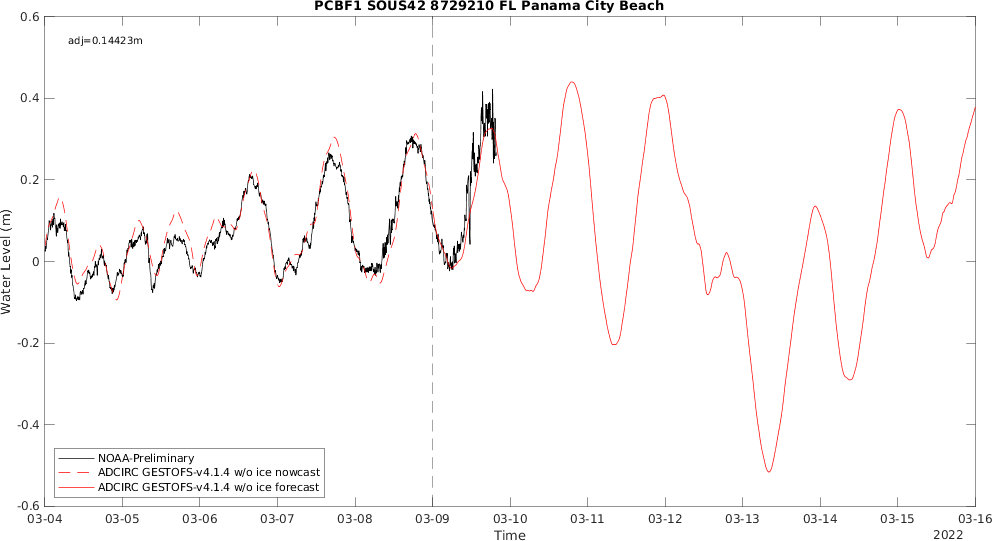 PCBF1 SOUS42 8729210 FL Panama City Beach
adj=0.14423m
0.6
0.4
0.2
0
-0.2
-0.4
-0.6
Water Level (m)
NOAA-Preliminary
ADCIRC GESTOFS-v4.1.4 w/o ice nowcast
ADCIRC GESTOFS-v4.1.4 w/o ice forecast
03-04 03-05 03-06 03-07 03-08 03-09 03-10 03-11 03-12 03-13 03-14 03-15 03-16
Time
2022